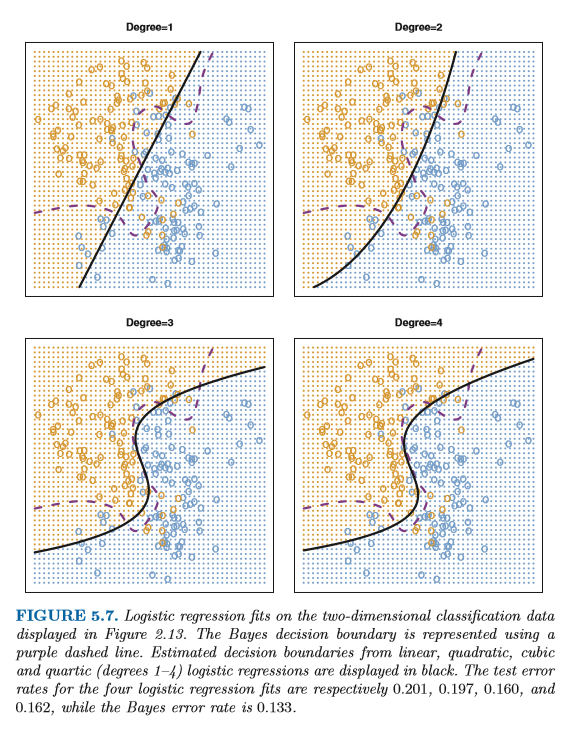 Degree=1
Degree=2
Degree=3
Degree=4
FIGURE 5.7. Logistic regression fits on the two-dimensional classification data
displayed in Figure 2.13. The Bayes decision boundary is represented using a
purple dashed line. Estimated decision boundaries from linear, quadratic, cubic
and quartic (degrees 1–4) logistic regressions are displayed in black. The test error
rates for the four logistic regression fits are respectively 0.201, 0.197, 0.160, and
0.162, while the Bayes error rate is 0.133.